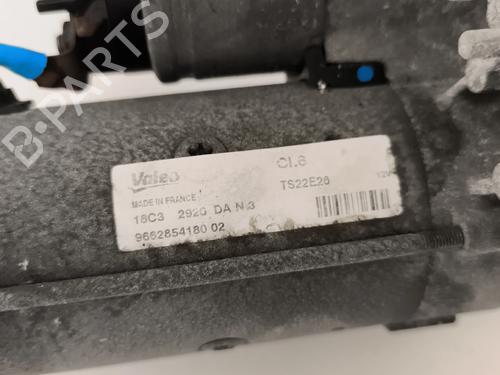 B-PARTS
Valeo
CI.6
MADE IN FRANCE
TS22E26
12V
18C3 2920 DA N 3
9662854180 02